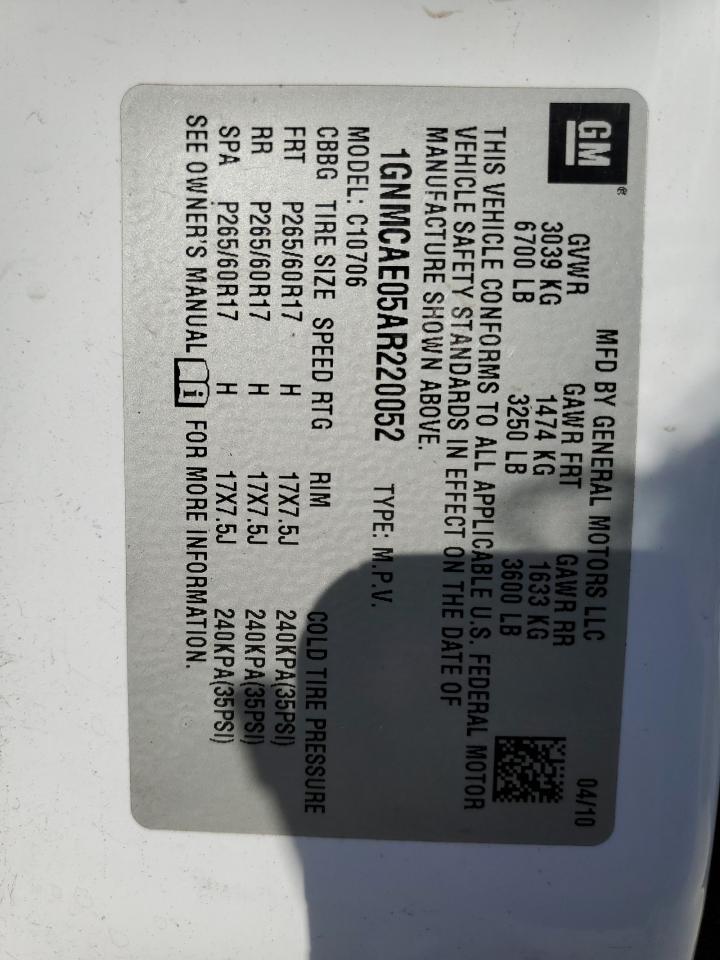 GM®
MFD BY GENERAL MOTORS LLC 04/10
GVWR GAWR FRT GAWR RR
3039 KG 1474 KG 1633 KG
6700 LB 3250 LB 3600 LB
THIS VEHICLE CONFORMS TO ALL APPLICABLE U.S. FEDERAL MOTOR
VEHICLE SAFETY STANDARDS IN EFFECT ON THE DATE OF
MANUFACTURE SHOWN ABOVE.
1GNMCAE05AR220052 TYPE: M.P.V.
MODEL: C10706
CBBG TIRE SIZE SPEED RTG RIM COLD TIRE PRESSURE
FRT P265/60R17 H 17X7.5J 240KPA(35PSI)
RR P265/60R17 H 17X7.5J 240KPA(35PSI)
SPA P265/60R17 H 17X7.5J 240KPA(35PSI)
SEE OWNER'S MANUAL i FOR MORE INFORMATION.